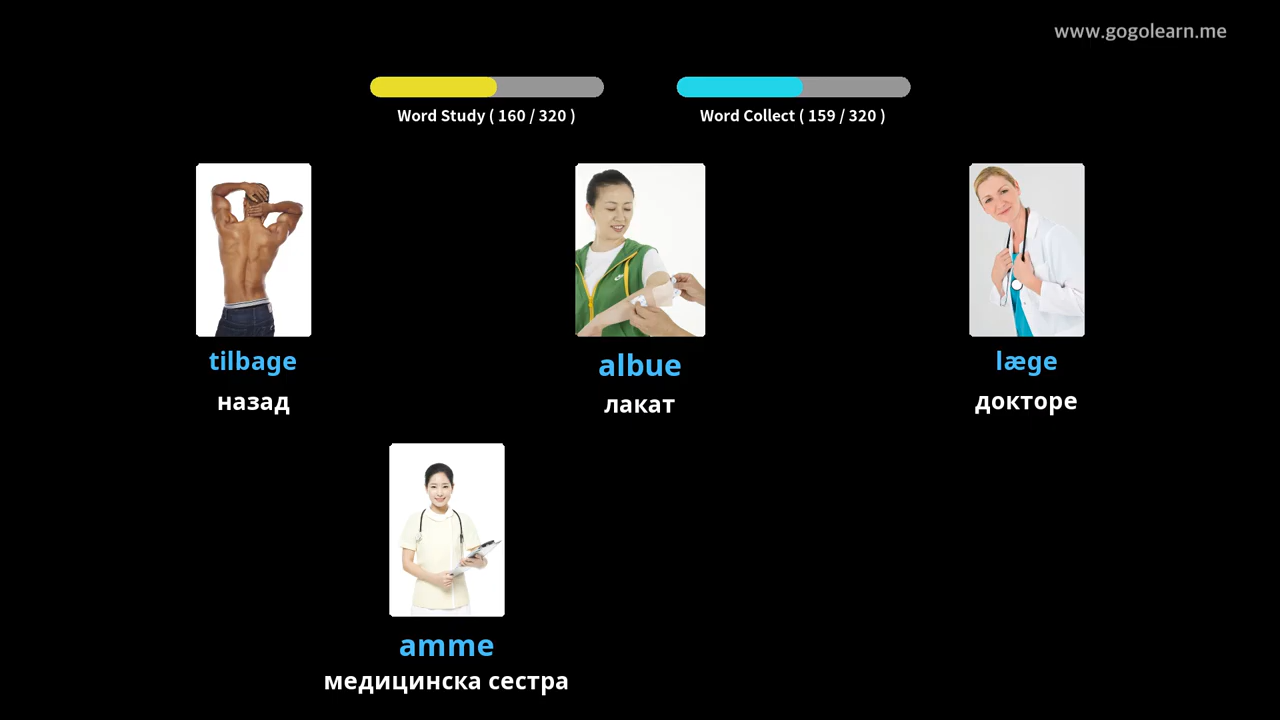 www.gogolearn.me
Word Study ( 160 / 320 )
Word Collect ( 159 / 320 )
tilbage
назад
albue
лакат
læge
докторе
amme
медицинска сестра